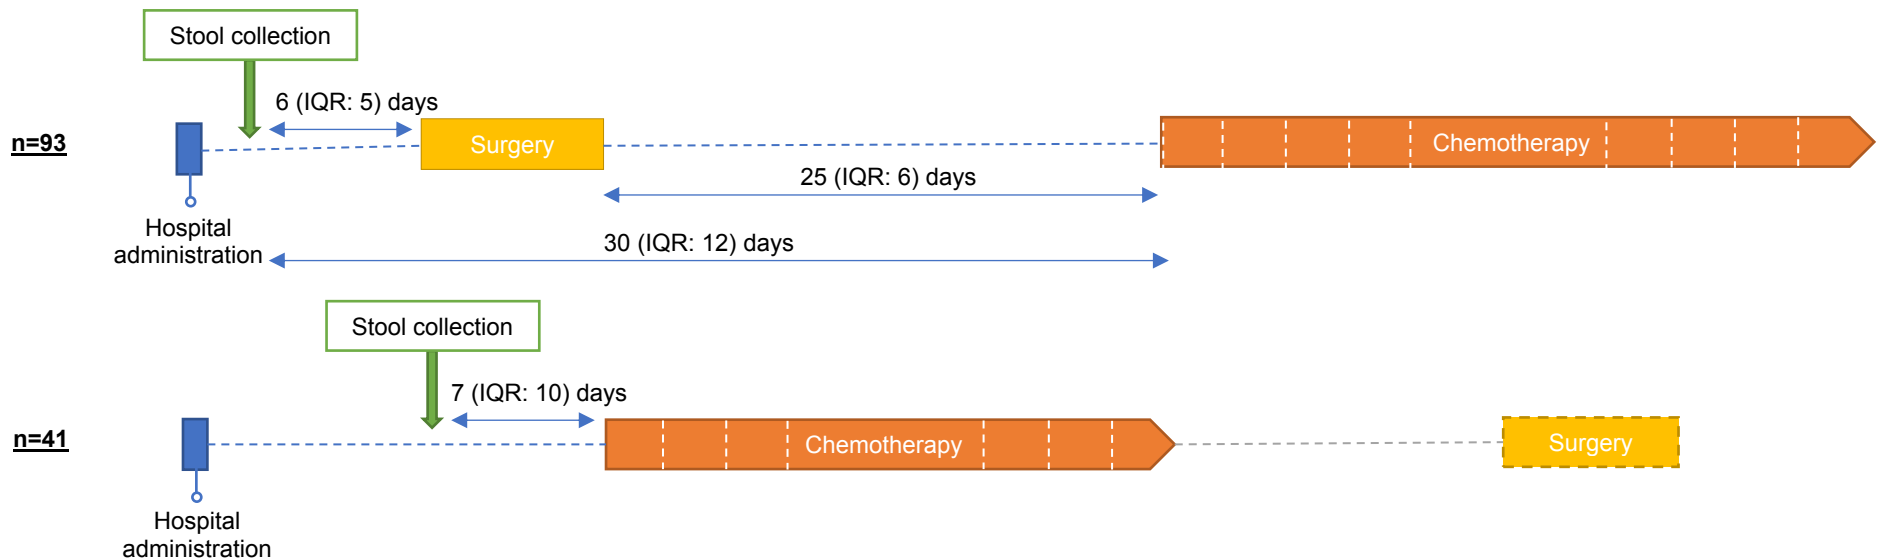 Stool collection
6 (IQR: 5) days
n=93
Surgery
Chemotherapy
25 (IQR: 6) days
Hospital
administration
30 (IQR: 12) days
Stool collection
7 (IQR: 10) days
n=41
Chemotherapy
Surgery
Hospital
administration